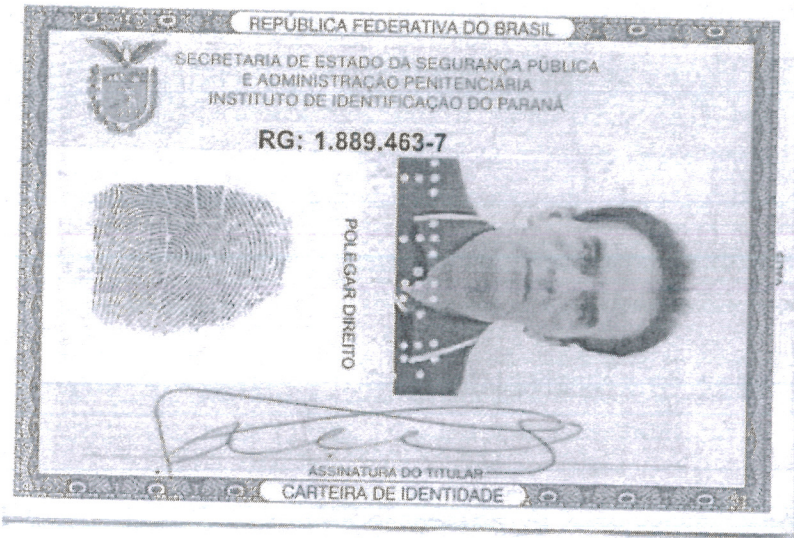 REPÚBLICA FEDERATIVA DO BRASIL
SECRETARIA DE ESTADO DA SEGURANÇA PÚBLICA
E ADMINISTRAÇÃO PENITENCIÁRIA
INSTITUTO DE IDENTIFICAÇÃO DO PARANÁ
RG: 1.889.463-7
POLEGAR DIREITO
ASSINATURA DO TITULAR
CARTEIRA DE IDENTIDADE